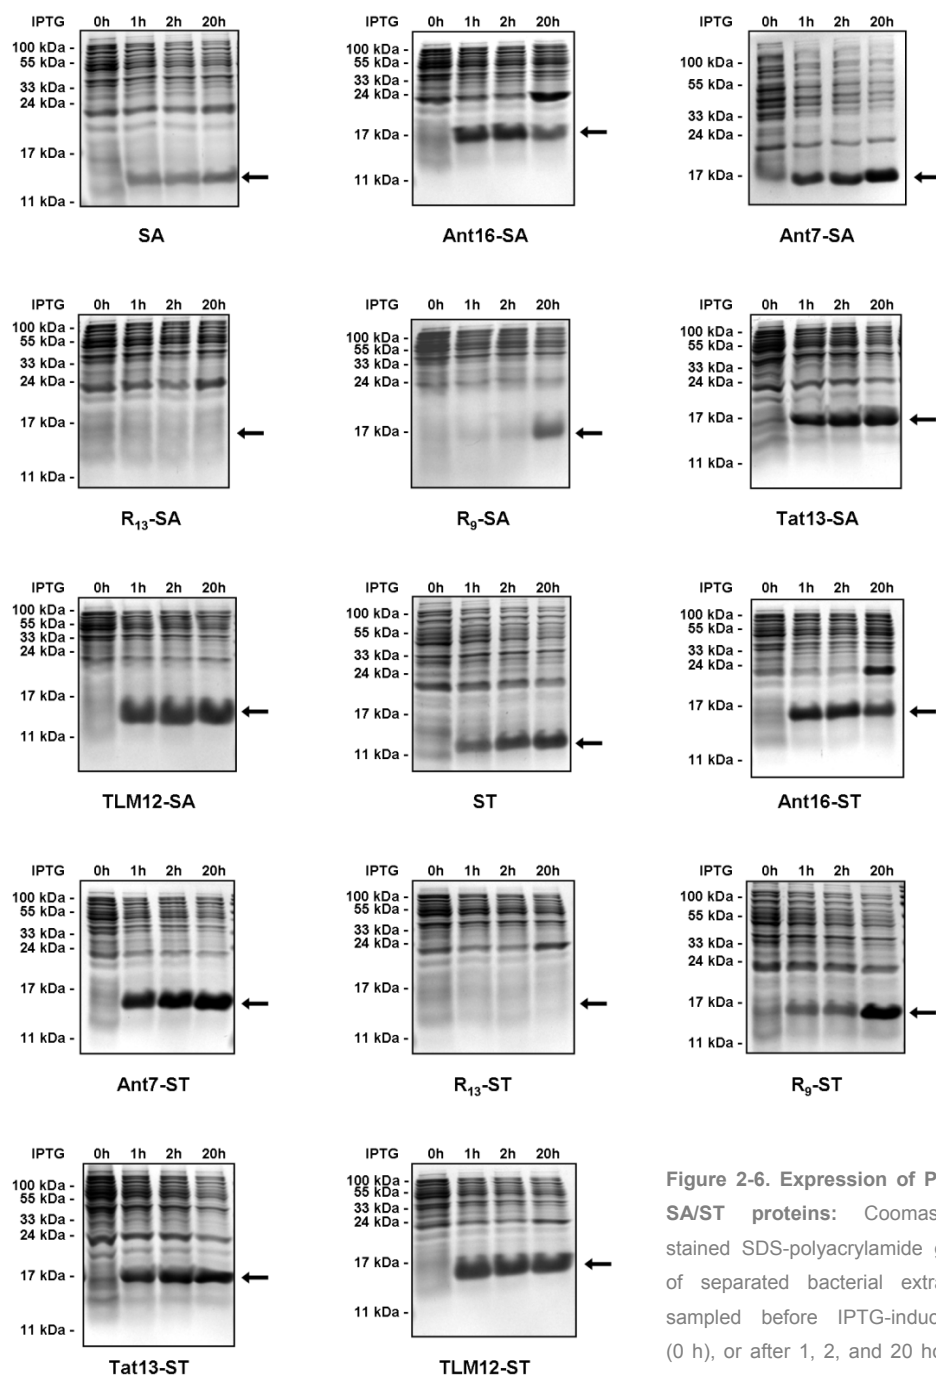 IPTG 0h 1h 2h 20h
100 kDa -
55 kDa -
33 kDa -
24 kDa -
17 kDa -
11 kDa -
SA
IPTG 0h 1h 2h 20h
100 kDa -
55 kDa -
33 kDa -
24 kDa -
17 kDa -
11 kDa -
Ant16-SA
IPTG 0h 1h 2h 20h
100 kDa -
55 kDa -
33 kDa -
24 kDa -
17 kDa -
11 kDa -
Ant7-SA
IPTG 0h 1h 2h 20h
100 kDa -
55 kDa -
33 kDa -
24 kDa -
17 kDa -
11 kDa -
R13-SA
IPTG 0h 1h 2h 20h
100 kDa -
55 kDa -
33 kDa -
24 kDa -
17 kDa -
11 kDa -
R9-SA
IPTG 0h 1h 2h 20h
100 kDa -
55 kDa -
33 kDa -
24 kDa -
17 kDa -
11 kDa -
Tat13-SA
IPTG 0h 1h 2h 20h
100 kDa -
55 kDa -
33 kDa -
24 kDa -
17 kDa -
11 kDa -
TLM12-SA
IPTG 0h 1h 2h 20h
100 kDa -
55 kDa -
33 kDa -
24 kDa -
17 kDa -
11 kDa -
ST
IPTG 0h 1h 2h 20h
100 kDa -
55 kDa -
33 kDa -
24 kDa -
17 kDa -
11 kDa -
Ant16-ST
IPTG 0h 1h 2h 20h
100 kDa -
55 kDa -
33 kDa -
24 kDa -
17 kDa -
11 kDa -
Ant7-ST
IPTG 0h 1h 2h 20h
100 kDa -
55 kDa -
33 kDa -
24 kDa -
17 kDa -
11 kDa -
R13-ST
IPTG 0h 1h 2h 20h
100 kDa -
55 kDa -
33 kDa -
24 kDa -
17 kDa -
11 kDa -
R9-ST
IPTG 0h 1h 2h 20h
100 kDa -
55 kDa -
33 kDa -
24 kDa -
17 kDa -
11 kDa -
Tat13-ST
IPTG 0h 1h 2h 20h
100 kDa -
55 kDa -
33 kDa -
24 kDa -
17 kDa -
11 kDa -
TLM12-ST
Figure 2-6. Expression of P
SA/ST proteins: Coomas
stained SDS-polyacrylamide g
of separated bacterial extra
sampled before IPTG-induc
(0 h), or after 1, 2, and 20 ho